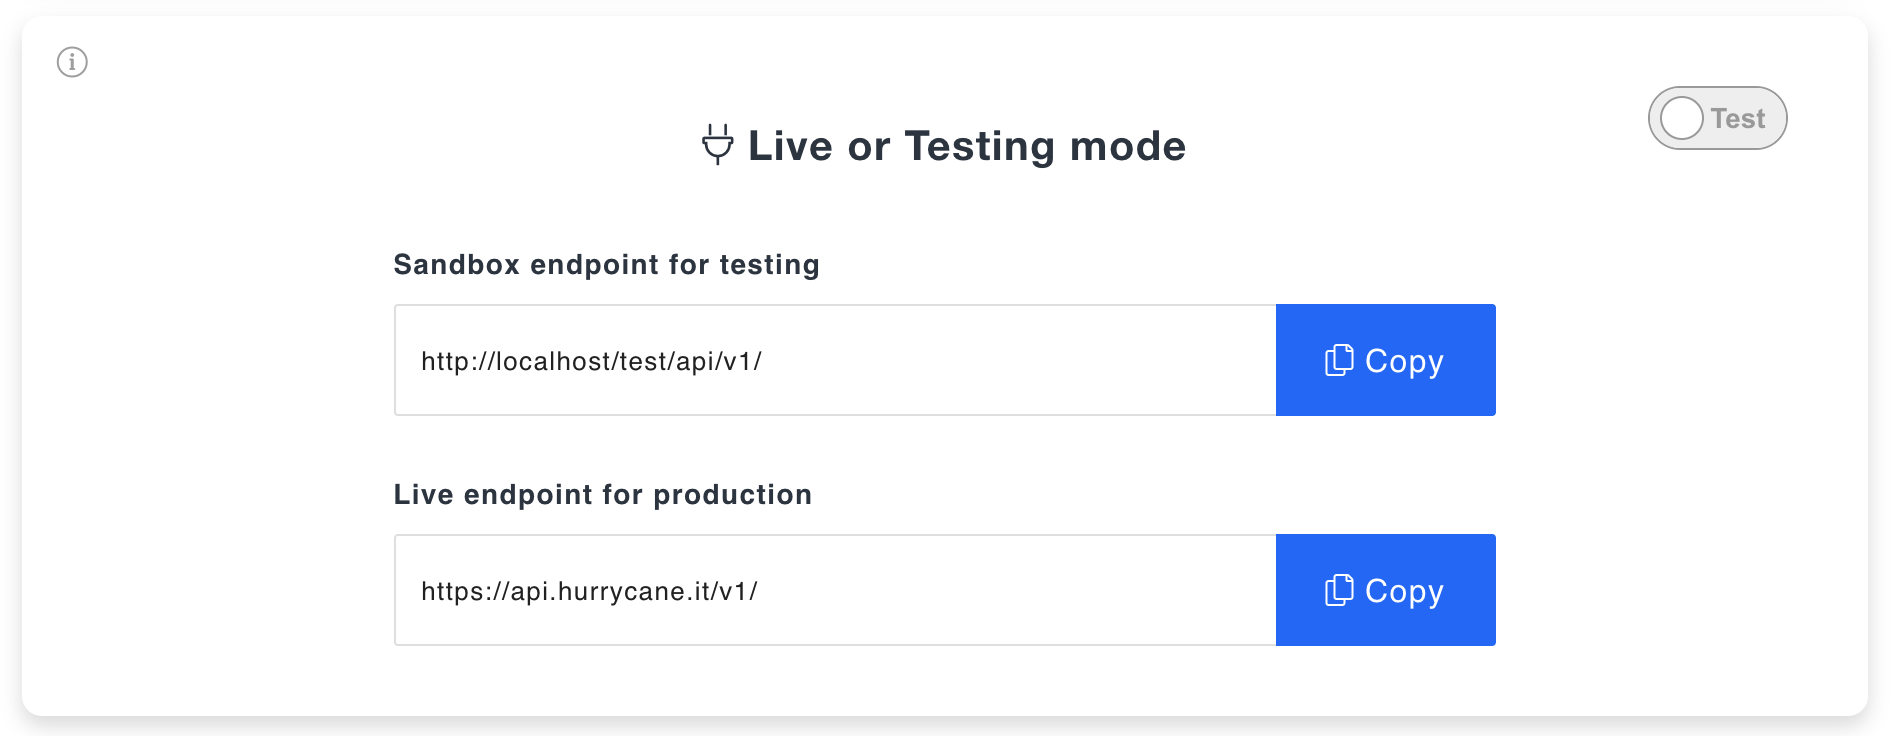 Test
Live or Testing mode
Sandbox endpoint for testing
http://localhost/test/api/v1/
Copy
Live endpoint for production
https://api.hurrycane.it/v1/
Copy